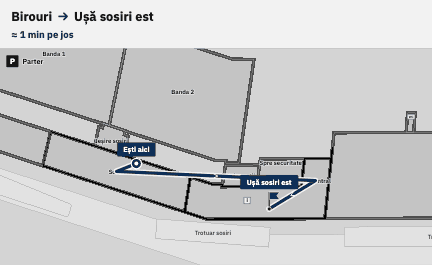 Birouri → Ușă sosiri est
≈ 1 min pe jos
Banda 1
P Parter
Banda 2
Ieșire sosiri
Ești aici
Spre securitate
Ușă sosiri est
Trotuar sosiri